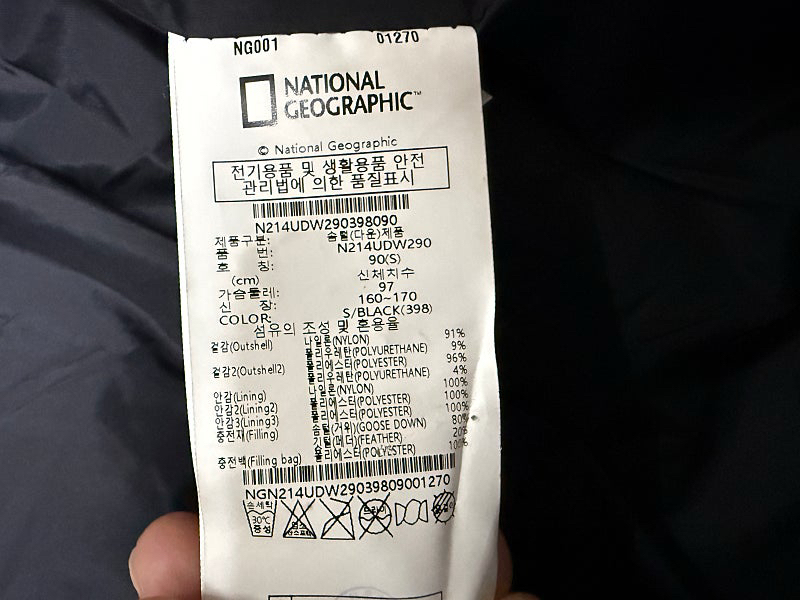 NG001 01270
NATIONAL
GEOGRAPHIC™
© National Geographic
전기용품 및 생활용품 안전
관리법에 의한 품질표시
N214UDW290398090
제품구분: 솜털(다운)제품
품 번: N214UDW290
호 칭: 90(S)
(cm) 신체치수
가슴둘레: 97
신 장: 160~170
COLOR: S/BLACK(398)
섬유의 조성 및 혼용율
겉감(Outshell) 나일론(NYLON) 91%
폴리우레탄(POLYURETHANE) 9%
겉감2(Outshell2) 폴리에스터(POLYESTER) 96%
폴리우레탄(POLYURETHANE) 4%
안감(Lining) 나일론(NYLON) 100%
안감2(Lining2) 폴리에스터(POLYESTER) 100%
안감3(Lining3) 폴리에스터(POLYESTER) 100%
충전재(Filling) 솜털(거위)(GOOSE DOWN) 80%
기털(페더)(FEATHER) 20%
충전백(Filling bag) 폴리에스터(POLYESTER) 100%
NGN214UDW29039809001270
손세탁
30℃
중성
드라이